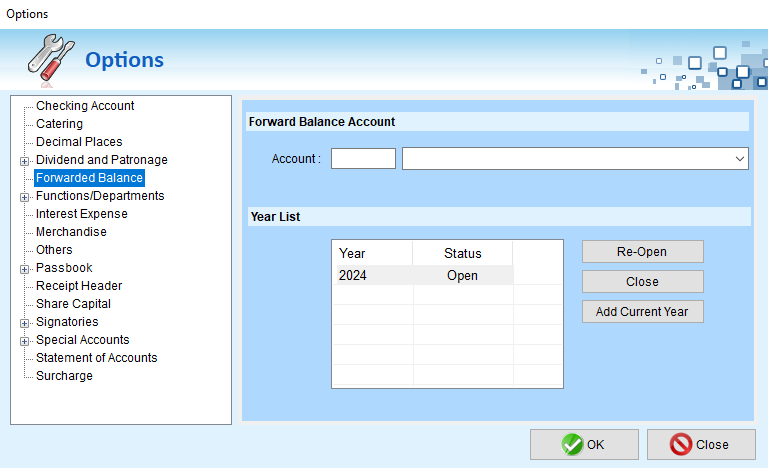 Options
Options
Checking Account
Catering
Decimal Places
Dividend and Patronage
Forwarded Balance
Functions/Departments
Interest Expense
Merchandise
Others
Passbook
Receipt Header
Share Capital
Signatories
Special Accounts
Statement of Accounts
Surcharge
Forward Balance Account
Account :
Year List
Year Status
2024 Open
Re-Open
Close
Add Current Year
OK
Close